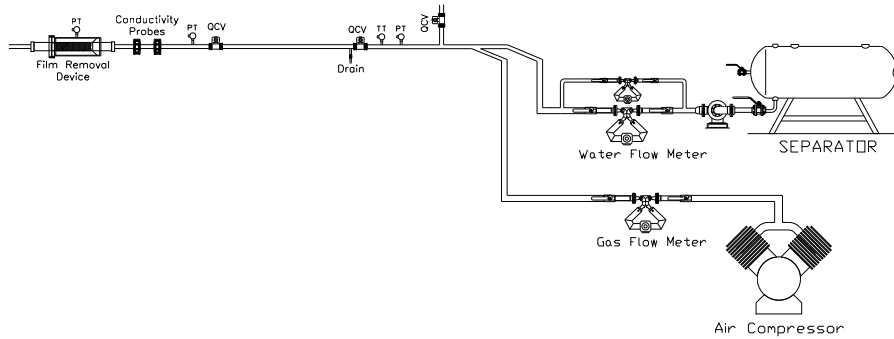 QCV
Conductivity
Probes
PT
PT
QCV
QCV
TT
PT
Film Removal
Device
Drain
Water Flow Meter
SEPARATOR
Gas Flow Meter
Air Compressor